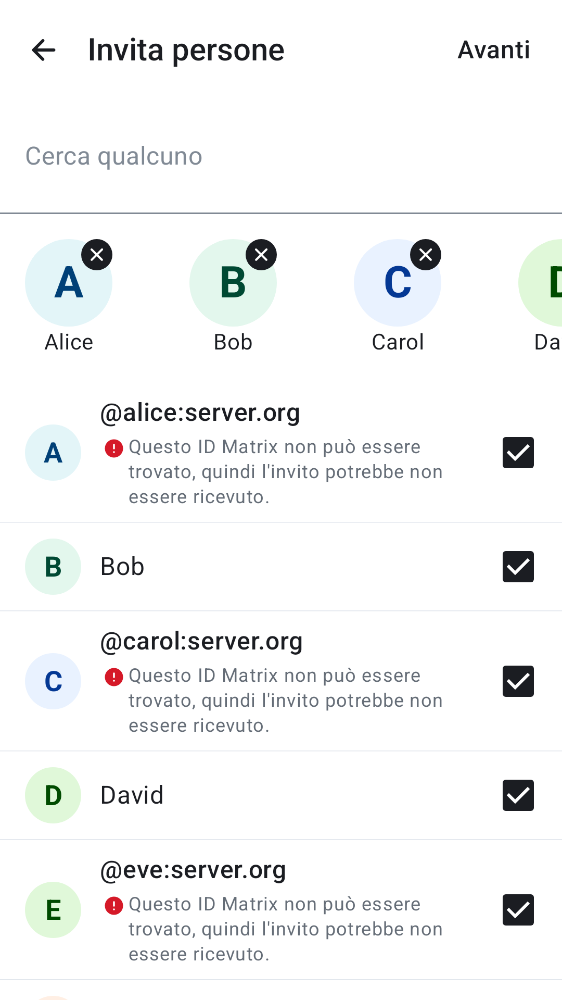 Invita persone
Avanti
Cerca qualcuno
A
B
C
D
Alice
Bob
Carol
Da
@alice:server.org
A
Questo ID Matrix non può essere
trovato, quindi l'invito potrebbe non
essere ricevuto.
B
Bob
@carol:server.org
C
Questo ID Matrix non può essere
trovato, quindi l'invito potrebbe non
essere ricevuto.
D
David
@eve:server.org
E
Questo ID Matrix non può essere
trovato, quindi l'invito potrebbe non
essere ricevuto.